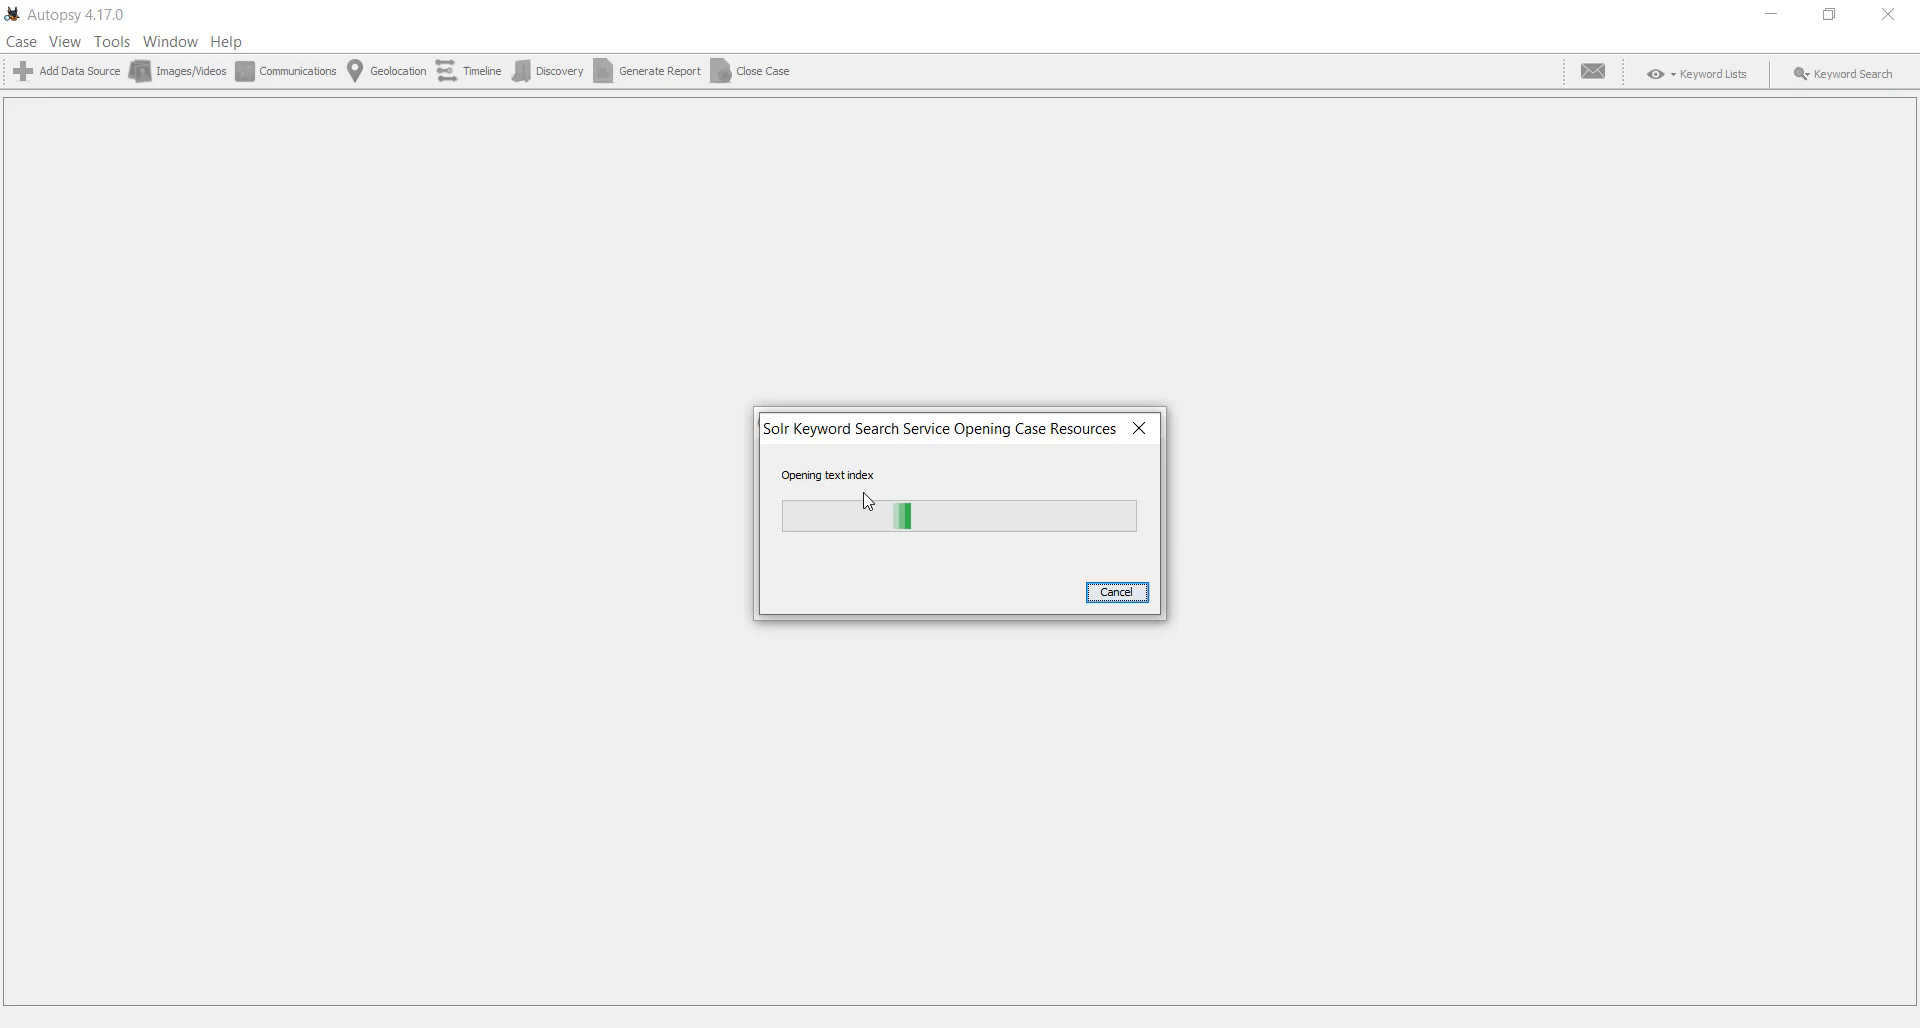 Autopsy 4.17.0
Case View Tools Window Help
Add Data Source Images/Videos Communications Geolocation Timeline Discovery Generate Report Close Case Keyword Lists Keyword Search
Solr Keyword Search Service Opening Case Resources
Opening text index
Cancel